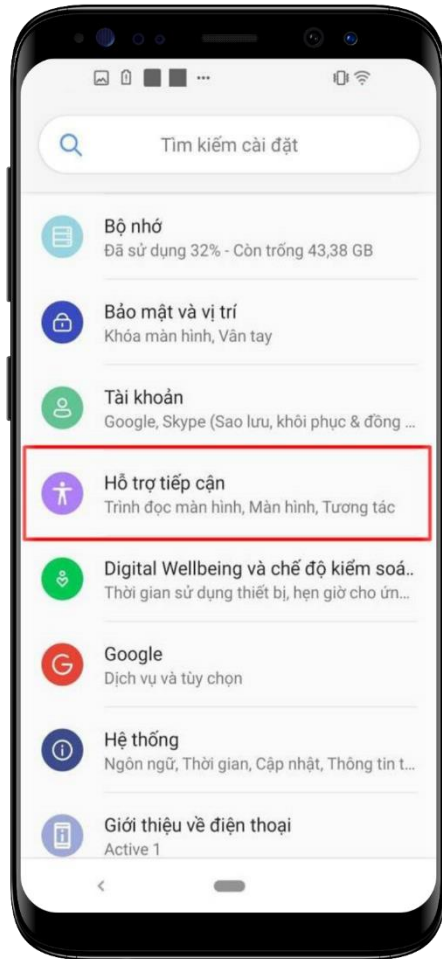 Tìm kiếm cài đặt
Bộ nhớ
Đã sử dụng 32% - Còn trống 43,38 GB
Bảo mật và vị trí
Khóa màn hình, Vân tay
Tài khoản
Google, Skype (Sao lưu, khôi phục & đồng ...
Hỗ trợ tiếp cận
Trình đọc màn hình, Màn hình, Tương tác
Digital Wellbeing và chế độ kiểm soá..
Thời gian sử dụng thiết bị, hẹn giờ cho ứn...
Google
Dịch vụ và tùy chọn
Hệ thống
Ngôn ngữ, Thời gian, Cập nhật, Thông tin t...
Giới thiệu về điện thoại
Active 1